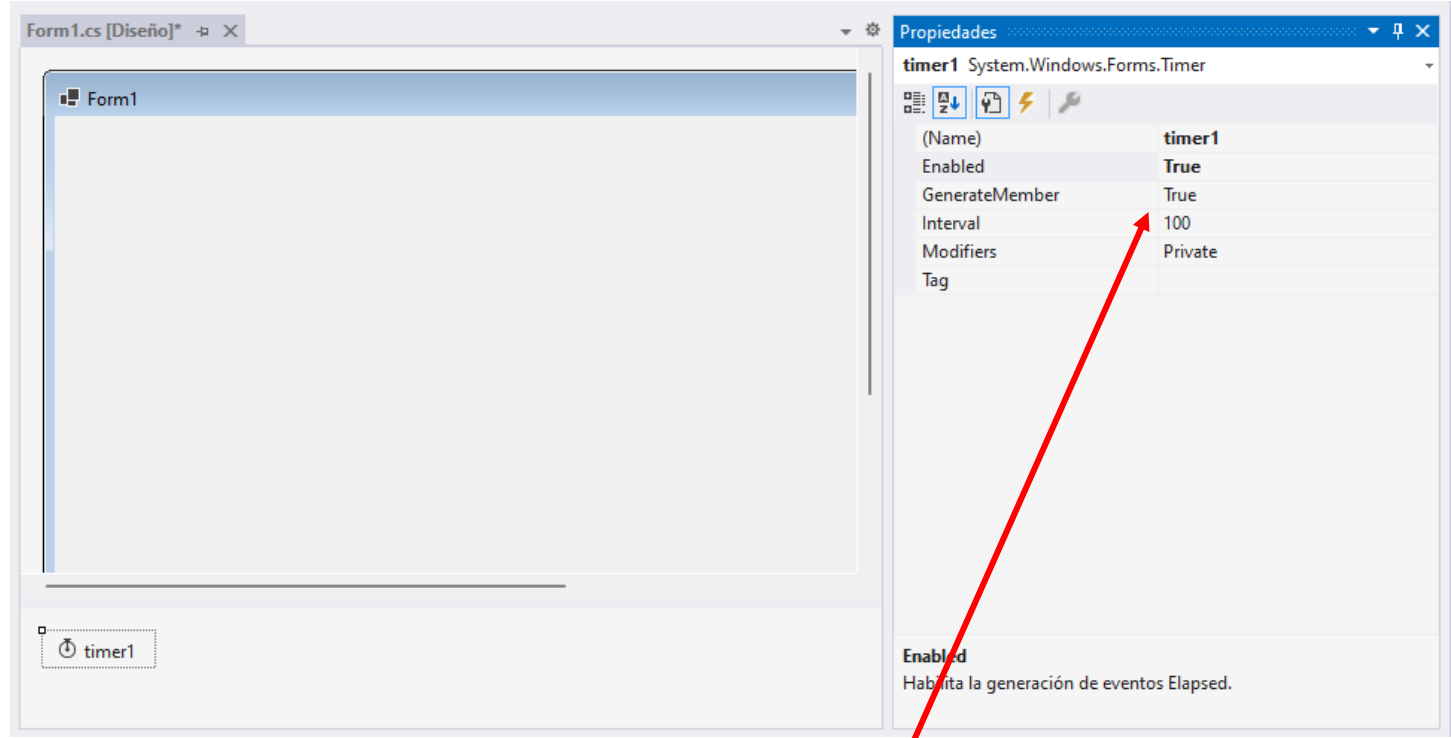 Form1.cs [Diseño]*
Form1
timer1
Propiedades
timer1 System.Windows.Forms.Timer
(Name) timer1
Enabled True
GenerateMember True
Interval 100
Modifiers Private
Tag
Enabled
Habilita la generación de eventos Elapsed.